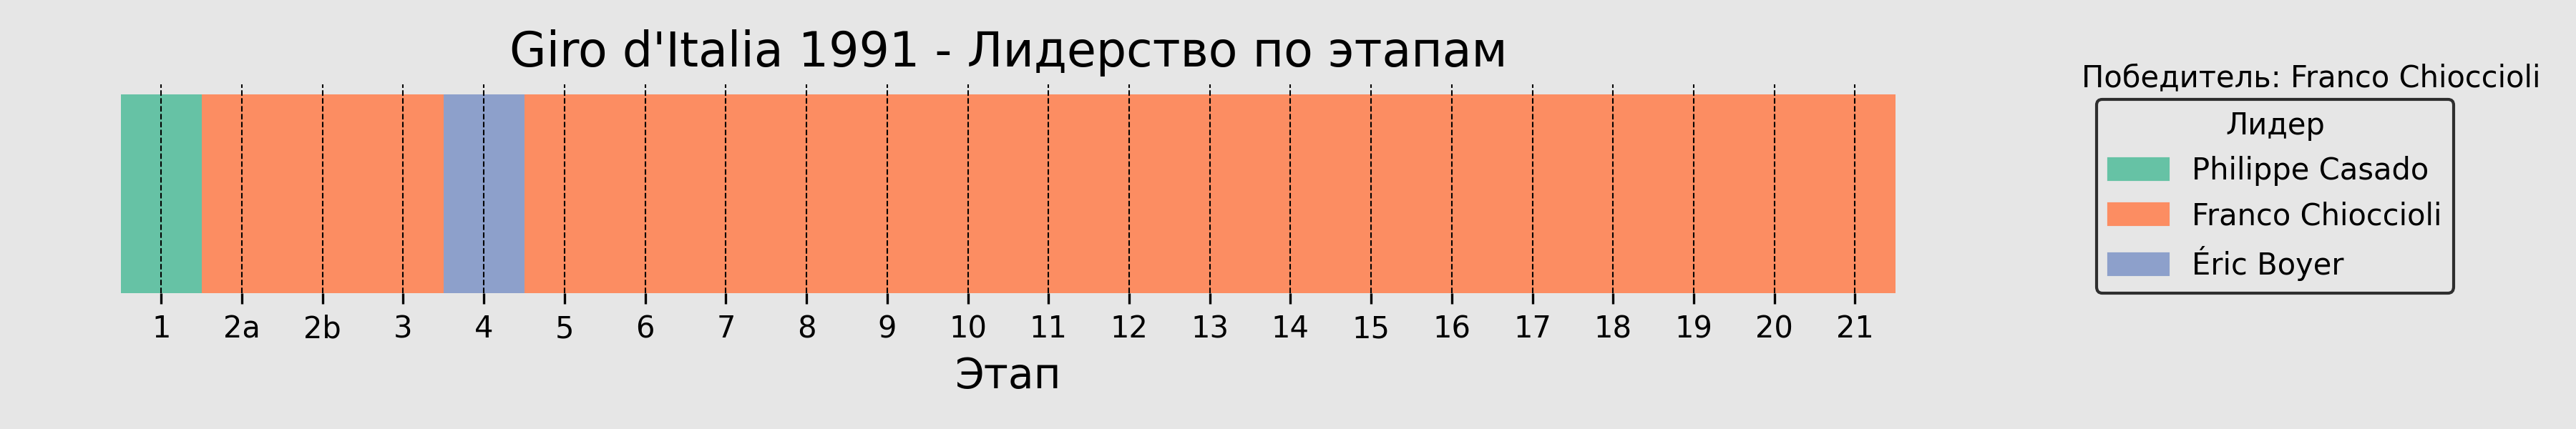 Giro d'Italia 1991 - Лидерство по этапам
Победитель: Franco Chioccioli
Лидер
Philippe Casado
Franco Chioccioli
Éric Boyer
1 2a 2b 3 4 5 6 7 8 9 10 11 12 13 14 15 16 17 18 19 20 21
Этап